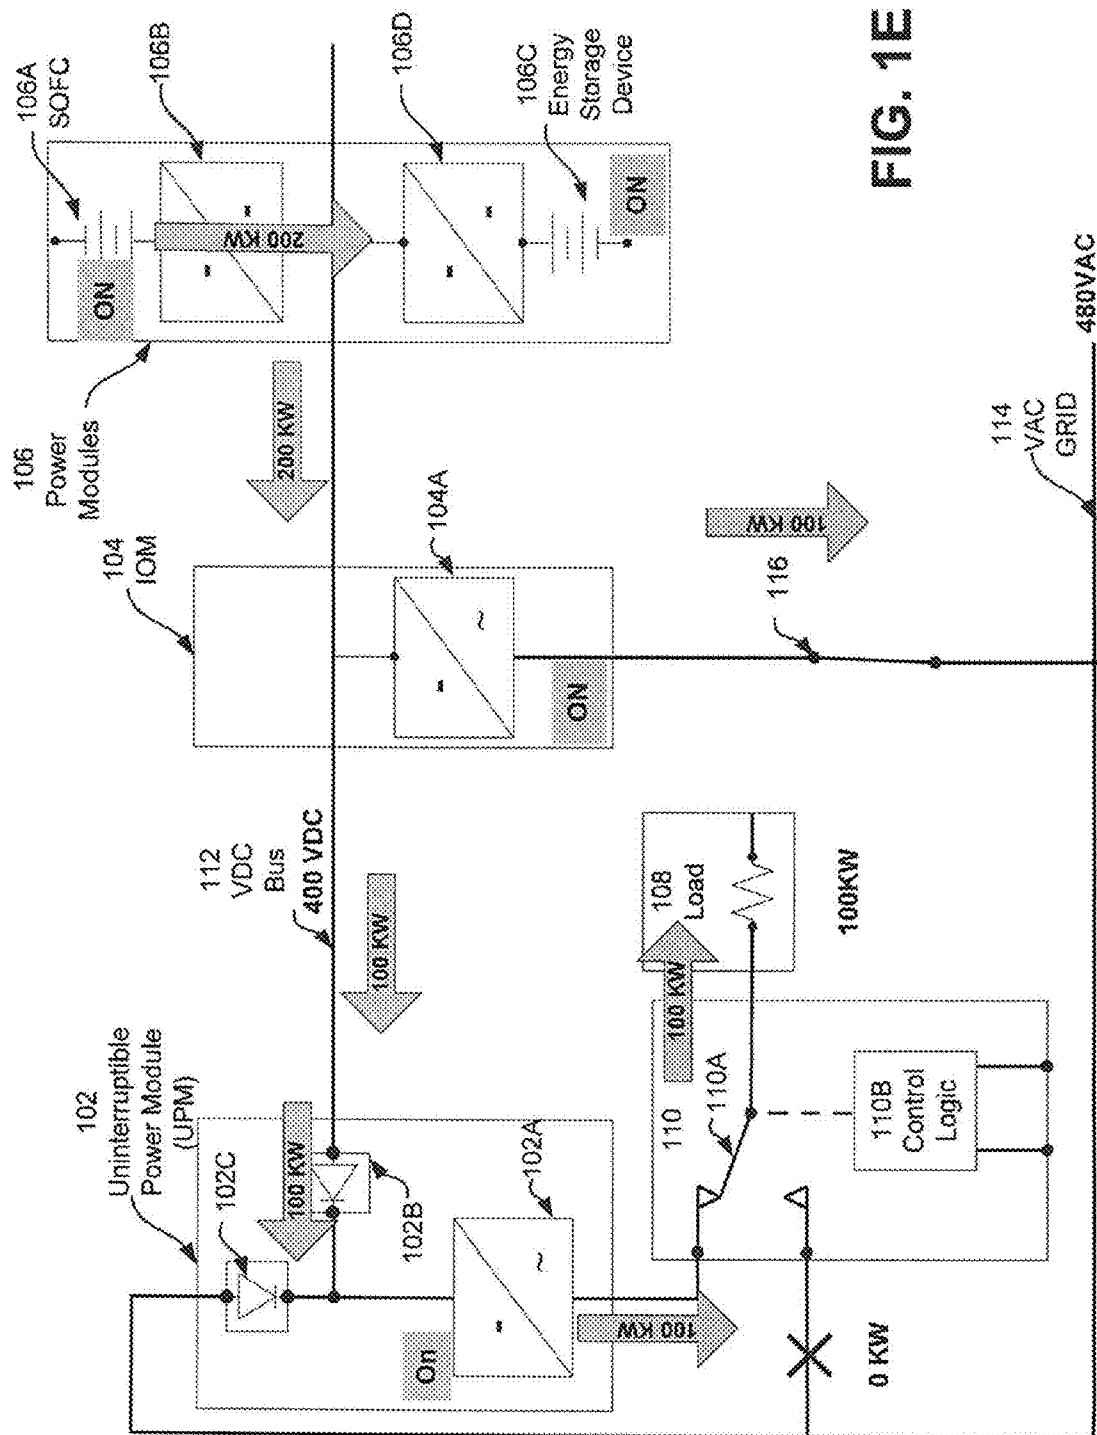 106A
SOFC
106B
106D
106C
Energy
Storage
Device
ON
200 KW
ON
106
Power
Modules
200 KW
104
IOM
104A
ON
100 KW
116
114
VAC
GRID
480VAC
112
VDC
Bus
400 VDC
100 KW
102
Uninterruptible
Power Module
(UPM)
102C
100 KW
102B
102A
On
100 KW
110
110A
100 KW
108
Load
100KW
110B
Control
Logic
0 KW
FIG. 1E